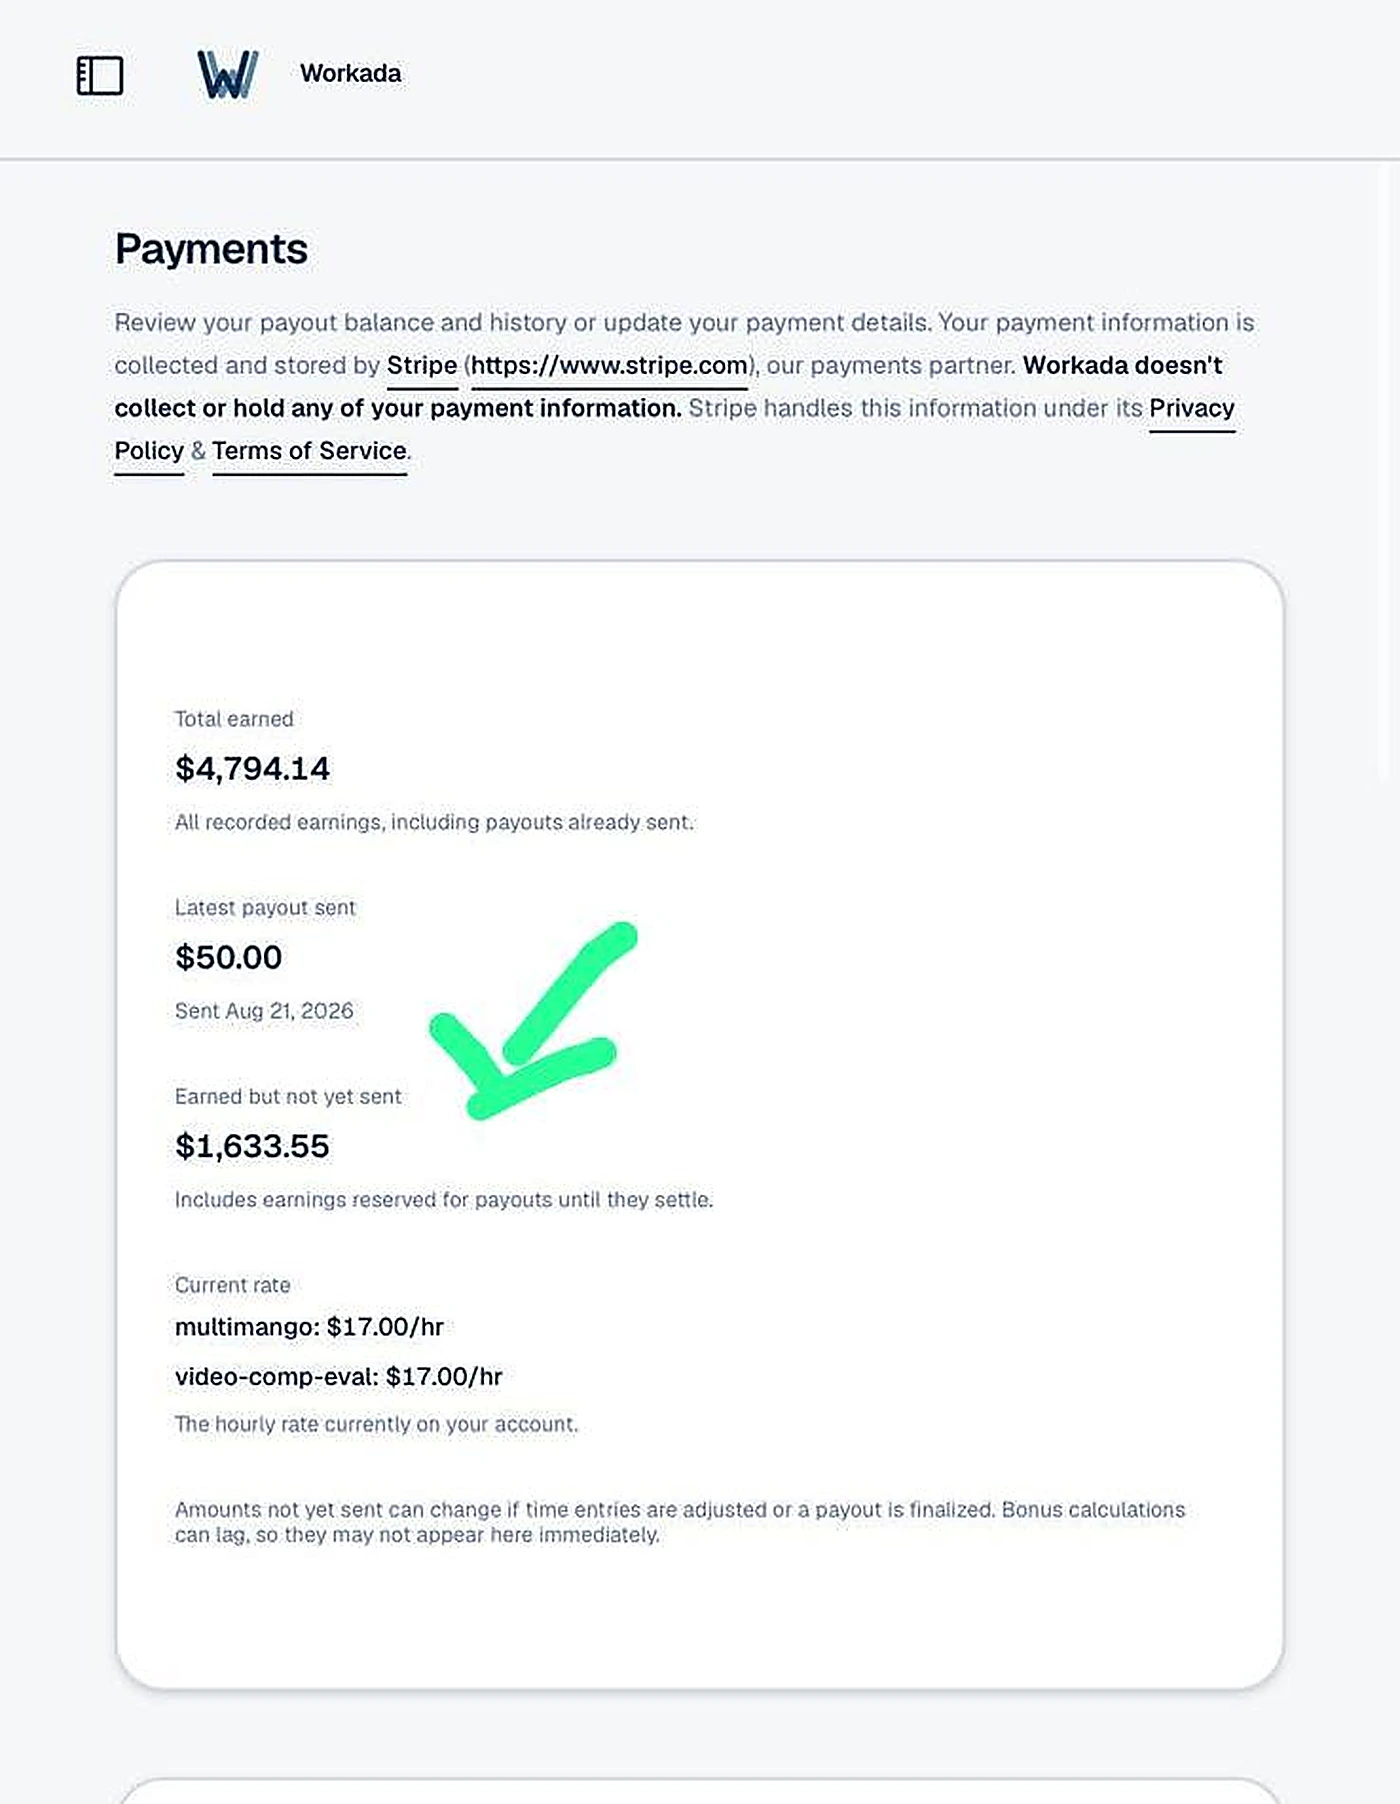 Workada
Payments
Review your payout balance and history or update your payment details. Your payment information is
collected and stored by Stripe (https://www.stripe.com), our payments partner. Workada doesn't
collect or hold any of your payment information. Stripe handles this information under its Privacy
Policy & Terms of Service.
Total earned
$4,794.14
All recorded earnings, including payouts already sent.
Latest payout sent
$50.00
Sent Aug 21, 2026
Earned but not yet sent
$1,633.55
Includes earnings reserved for payouts until they settle.
Current rate
multimango: $17.00/hr
video-comp-eval: $17.00/hr
The hourly rate currently on your account.
Amounts not yet sent can change if time entries are adjusted or a payout is finalized. Bonus calculations
can lag, so they may not appear here immediately.